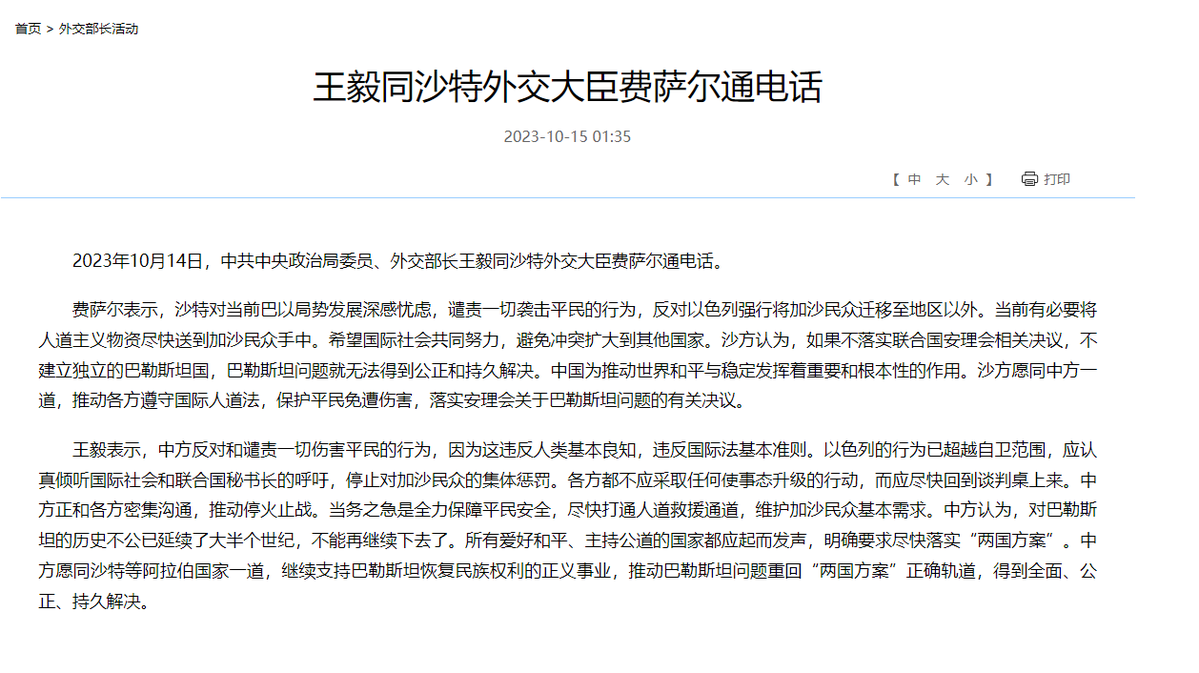 首页 > 外交部长活动
王毅同沙特外交大臣费萨尔通电话
2023-10-15 01:35
【 中 大 小 】 打印
2023年10月14日，中共中央政治局委员、外交部长王毅同沙特外交大臣费萨尔通电话。
费萨尔表示，沙特对当前巴以局势发展深感忧虑，谴责一切袭击平民的行为，反对以色列强行将加沙民众迁移至地区以外。当前有必要将
人道主义物资尽快送到加沙民众手中。希望国际社会共同努力，避免冲突扩大到其他国家。沙方认为，如果不落实联合国安理会相关决议，不
建立独立的巴勒斯坦国，巴勒斯坦问题就无法得到公正和持久解决。中国为推动世界和平与稳定发挥着重要和根本性的作用。沙方愿同中方一
道，推动各方遵守国际人道法，保护平民免遭伤害，落实安理会关于巴勒斯坦问题的有关决议。
王毅表示，中方反对和谴责一切伤害平民的行为，因为这违反人类基本良知，违反国际法基本准则。以色列的行为已超越自卫范围，应认
真倾听国际社会和联合国秘书长的呼吁，停止对加沙民众的集体惩罚。各方都不应采取任何使事态升级的行动，而应尽快回到谈判桌上来。中
方正和各方密集沟通，推动停火止战。当务之急是全力保障平民安全，尽快打通人道救援通道，维护加沙民众基本需求。中方认为，对巴勒斯
坦的历史不公已延续了大半个世纪，不能再继续下去了。所有爱好和平、主持公道的国家都应起而发声，明确要求尽快落实“两国方案”。中
方愿同沙特等阿拉伯国家一道，继续支持巴勒斯坦恢复民族权利的正义事业，推动巴勒斯坦问题重回“两国方案”正确轨道，得到全面、公
正、持久解决。